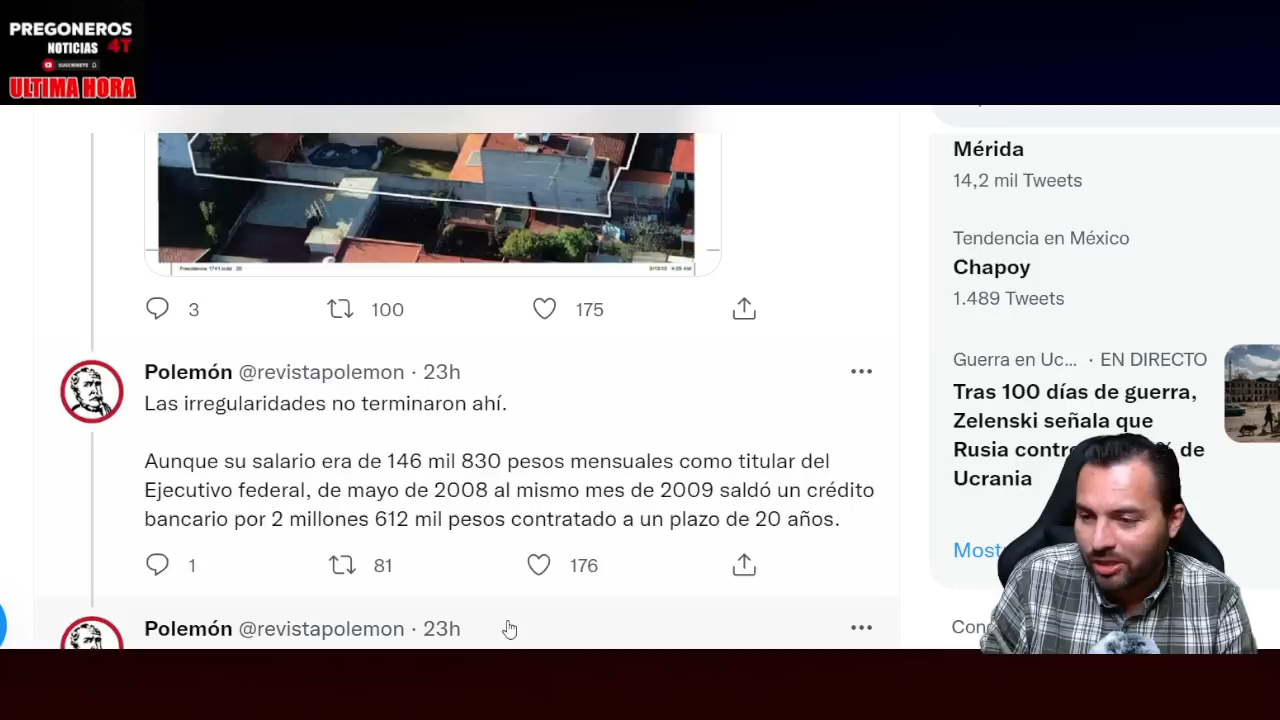 PREGONEROS
NOTICIAS 4T
SUSCRIBETE
ULTIMA HORA
Mérida
14,2 mil Tweets
Tendencia en México
Chapoy
1.489 Tweets
Guerra en Uc... · EN DIRECTO
Tras 100 días de guerra,
Zelenski señala que
Rusia contr % de
Ucrania
Most
3
100
175
Polemón @revistapolemon · 23h
Las irregularidades no terminaron ahí.
Aunque su salario era de 146 mil 830 pesos mensuales como titular del
Ejecutivo federal, de mayo de 2008 al mismo mes de 2009 saldó un crédito
bancario por 2 millones 612 mil pesos contratado a un plazo de 20 años.
1
81
176
Polemón @revistapolemon · 23h